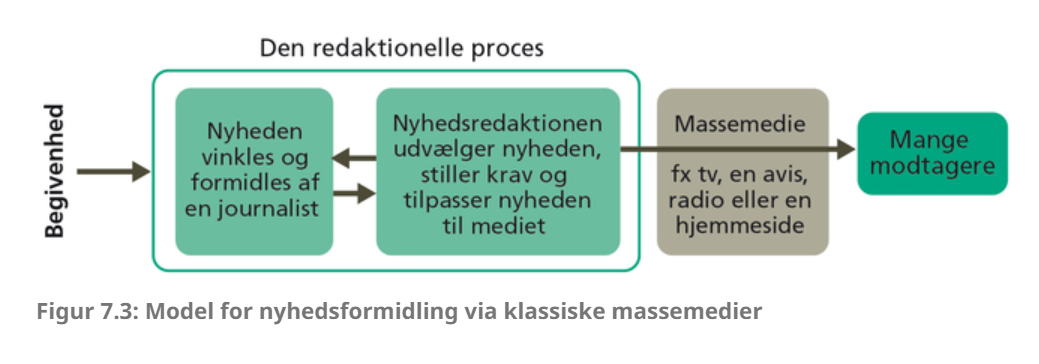 Den redaktionelle proces
Begivenhed
Nyheden
vinkles og
formidles af
en journalist
Nyhedsredaktionen
udvælger nyheden,
stiller krav og
tilpasser nyheden
til mediet
Massemedie
fx tv, en avis,
radio eller en
hjemmeside
Mange
modtagere
Figur 7.3: Model for nyhedsformidling via klassiske massemedier